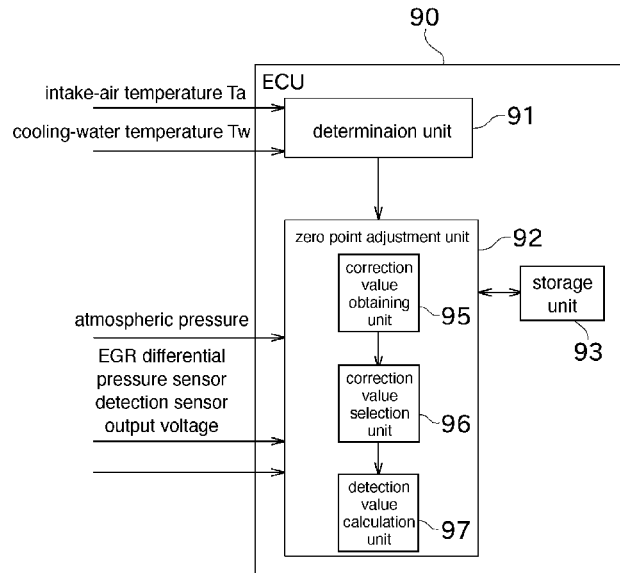 90
ECU
intake-air temperature Ta
91
determinaion unit
cooling-water temperature Tw
zero point adjustment unit
92
correction
value
obtaining
unit
95
storage
unit
93
atmospheric pressure
EGR differential
pressure sensor
detection sensor
output voltage
correction
value
selection
unit
96
detection
value
calculation
unit
97